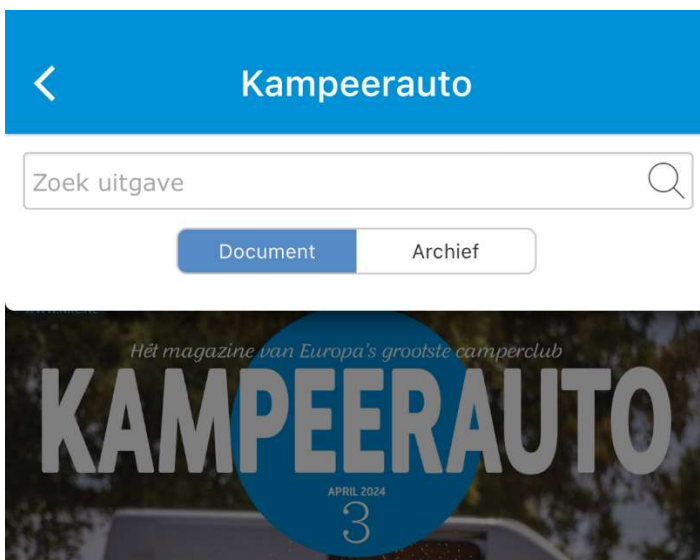 Kampeerauto
Zoek uitgave
Document Archief
Hét magazine van Europa's grootste camperclub
KAMPEERAUTO
APRIL 2024
3